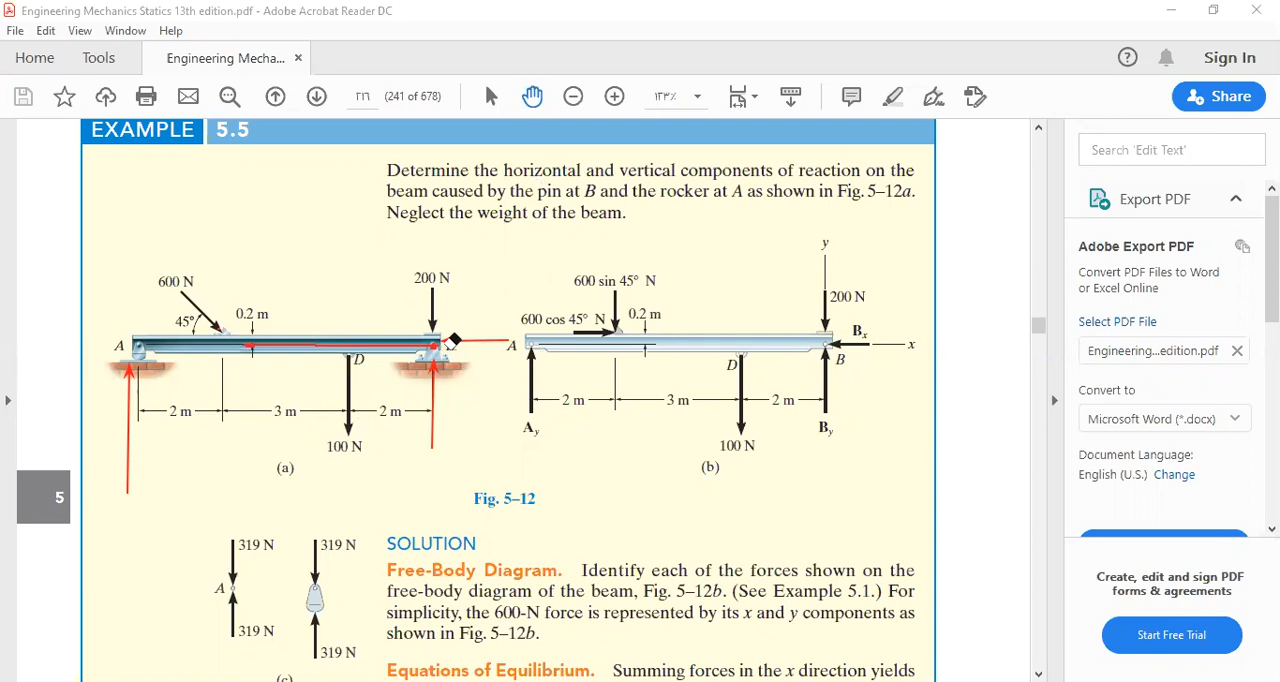 Engineering Mechanics Statics 13th edition.pdf - Adobe Acrobat Reader DC
File Edit View Window Help
Home Tools Engineering Mecha... ×
Sign In
٢١٦ (241 of 678) ١٢٣٪ Share
EXAMPLE 5.5
Determine the horizontal and vertical components of reaction on the
beam caused by the pin at B and the rocker at A as shown in Fig. 5–12a.
Neglect the weight of the beam.
600 N
45°
0.2 m
200 N
A
D
2 m
3 m
2 m
100 N
(a)
y
600 sin 45° N
200 N
600 cos 45° N
0.2 m
Bx
A
x
D
B
2 m
3 m
2 m
Ay
By
100 N
(b)
Fig. 5–12
5
319 N
319 N
A
319 N
319 N
(c)
SOLUTION
Free-Body Diagram. Identify each of the forces shown on the
free-body diagram of the beam, Fig. 5–12b. (See Example 5.1.) For
simplicity, the 600-N force is represented by its x and y components as
shown in Fig. 5–12b.
Equations of Equilibrium. Summing forces in the x direction yields
Search 'Edit Text'
Export PDF
Adobe Export PDF
Convert PDF Files to Word
or Excel Online
Select PDF File
Engineering...edition.pdf ×
Convert to
Microsoft Word (*.docx)
Document Language:
English (U.S.) Change
Create, edit and sign PDF
forms & agreements
Start Free Trial